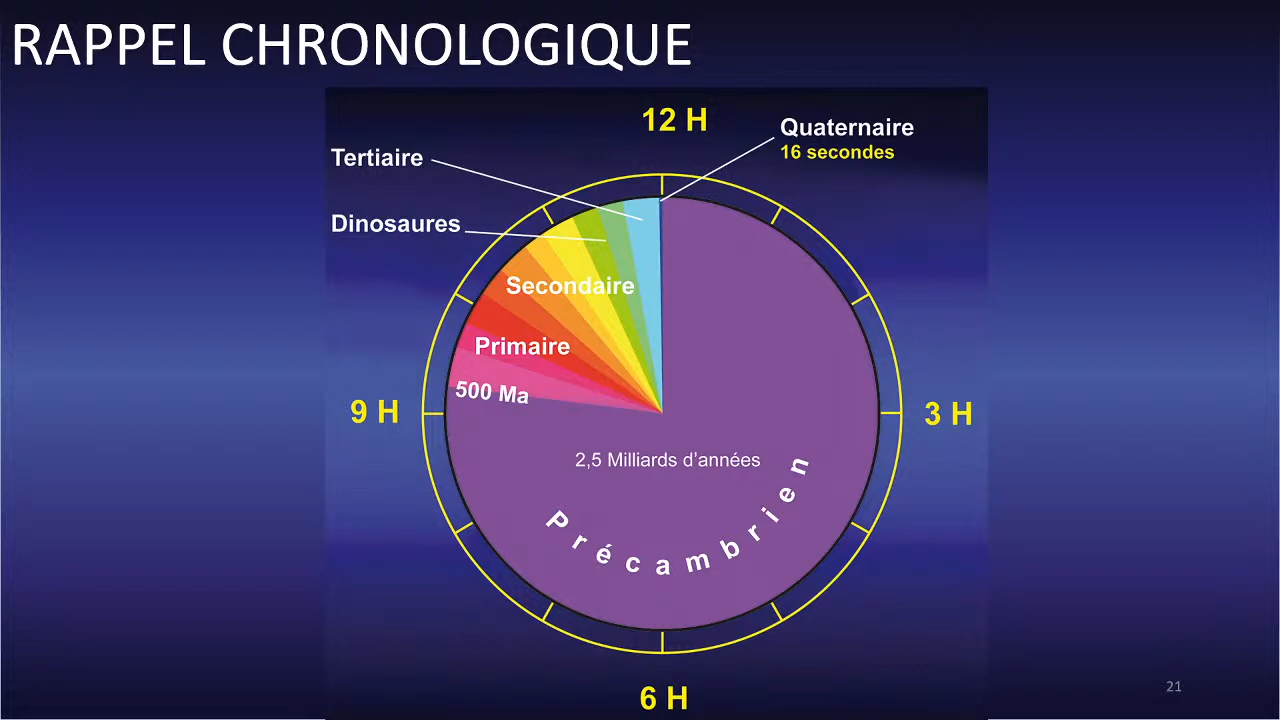 RAPPEL CHRONOLOGIQUE
12 H
Quaternaire
16 secondes
Tertiaire
Dinosaures
Secondaire
Primaire
500 Ma
9 H
3 H
2,5 Milliards d’années
Précambrien
6 H
21